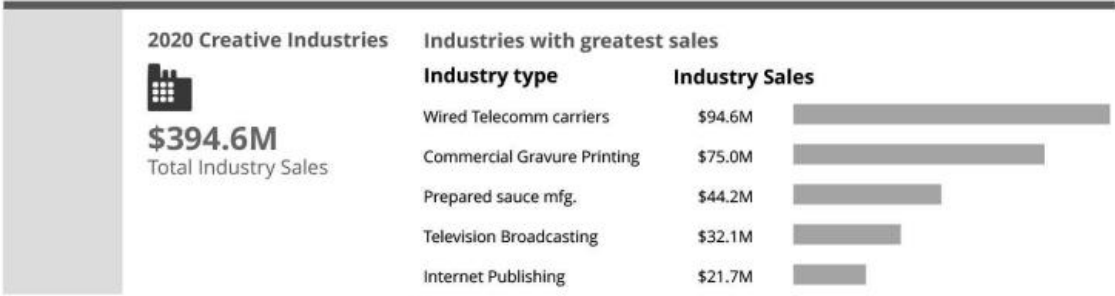 2020 Creative Industries
$394.6M
Total Industry Sales
Industries with greatest sales
Industry type Industry Sales
Wired Telecomm carriers $94.6M
Commercial Gravure Printing $75.0M
Prepared sauce mfg. $44.2M
Television Broadcasting $32.1M
Internet Publishing $21.7M